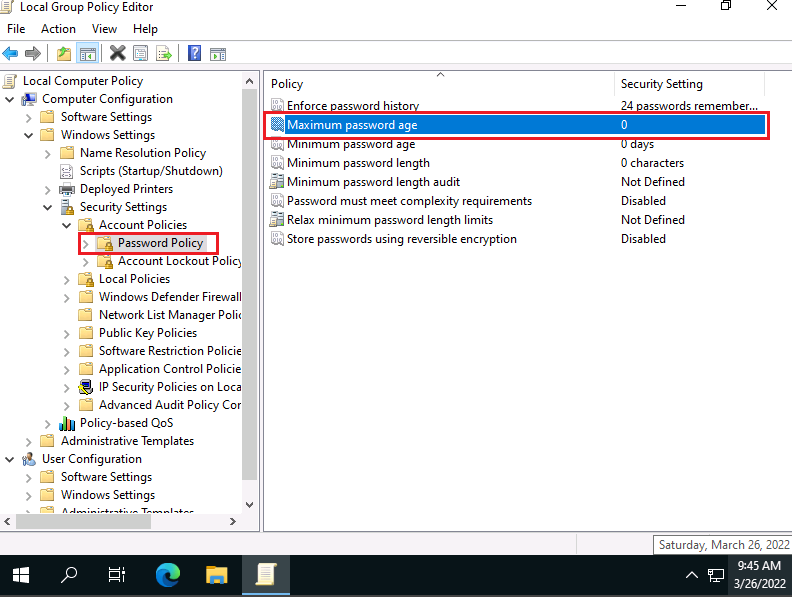 Local Group Policy Editor
File Action View Help
Local Computer Policy
Computer Configuration
Software Settings
Windows Settings
Name Resolution Policy
Scripts (Startup/Shutdown)
Deployed Printers
Security Settings
Account Policies
Password Policy
Account Lockout Policy
Local Policies
Windows Defender Firewall
Network List Manager Polic
Public Key Policies
Software Restriction Policie
Application Control Policie
IP Security Policies on Loca
Advanced Audit Policy Cor
Policy-based QoS
Administrative Templates
User Configuration
Software Settings
Windows Settings
Administrative Templates
Policy Security Setting
Enforce password history 24 passwords remember...
Maximum password age 0
Minimum password age 0 days
Minimum password length 0 characters
Minimum password length audit Not Defined
Password must meet complexity requirements Disabled
Relax minimum password length limits Not Defined
Store passwords using reversible encryption Disabled
Saturday, March 26, 2022
9:45 AM
3/26/2022